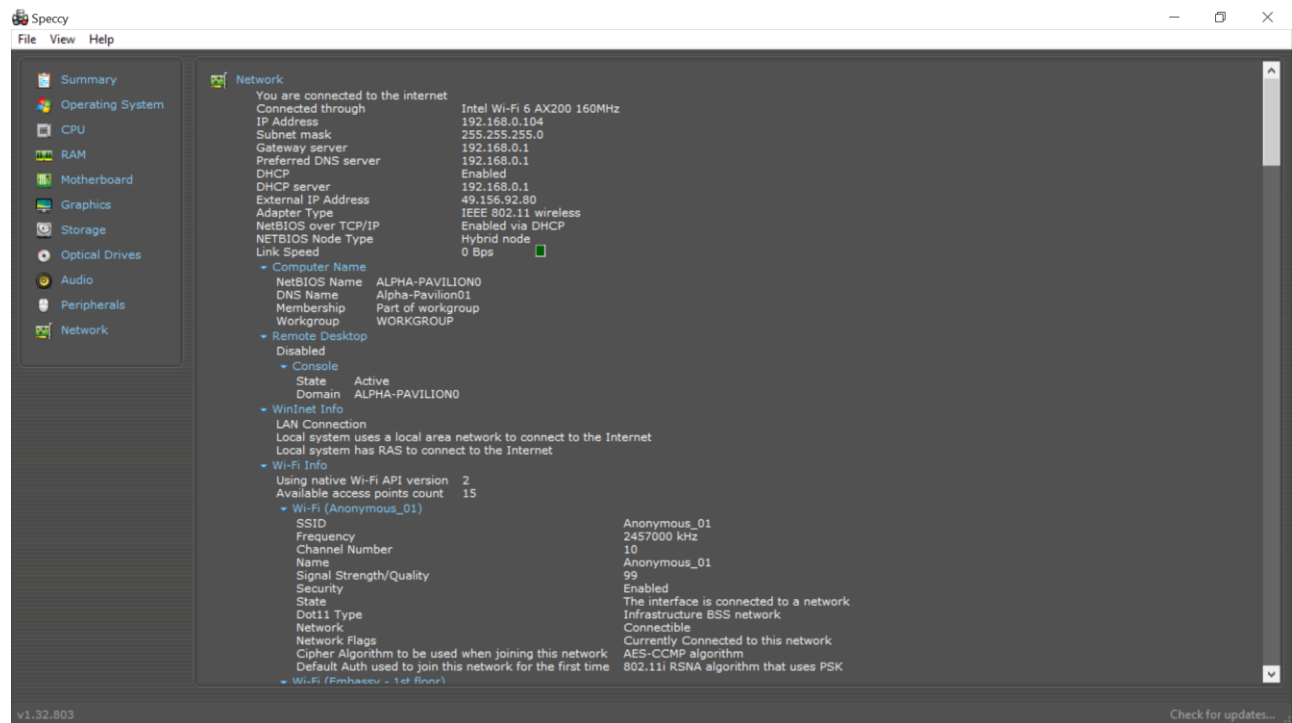 Speccy
File View Help
Summary
Operating System
CPU
RAM
Motherboard
Graphics
Storage
Optical Drives
Audio
Peripherals
Network
Network
You are connected to the internet
Connected through Intel Wi-Fi 6 AX200 160MHz
IP Address 192.168.0.104
Subnet mask 255.255.255.0
Gateway server 192.168.0.1
Preferred DNS server 192.168.0.1
DHCP Enabled
DHCP server 192.168.0.1
External IP Address 49.156.92.80
Adapter Type IEEE 802.11 wireless
NetBIOS over TCP/IP Enabled via DHCP
NETBIOS Node Type Hybrid node
Link Speed 0 Bps
Computer Name
NetBIOS Name ALPHA-PAVILION0
DNS Name Alpha-Pavilion01
Membership Part of workgroup
Workgroup WORKGROUP
Remote Desktop
Disabled
Console
State Active
Domain ALPHA-PAVILION0
WinInet Info
LAN Connection
Local system uses a local area network to connect to the Internet
Local system has RAS to connect to the Internet
Wi-Fi Info
Using native Wi-Fi API version 2
Available access points count 15
Wi-Fi (Anonymous_01)
SSID Anonymous_01
Frequency 2457000 kHz
Channel Number 10
Name Anonymous_01
Signal Strength/Quality 99
Security Enabled
State The interface is connected to a network
Dot11 Type Infrastructure BSS network
Network Connectible
Network Flags Currently Connected to this network
Cipher Algorithm to be used when joining this network AES-CCMP algorithm
Default Auth used to join this network for the first time 802.11i RSNA algorithm that uses PSK
Wi-Fi (Embassy - 1st floor)
v1.32.803 Check for updates...